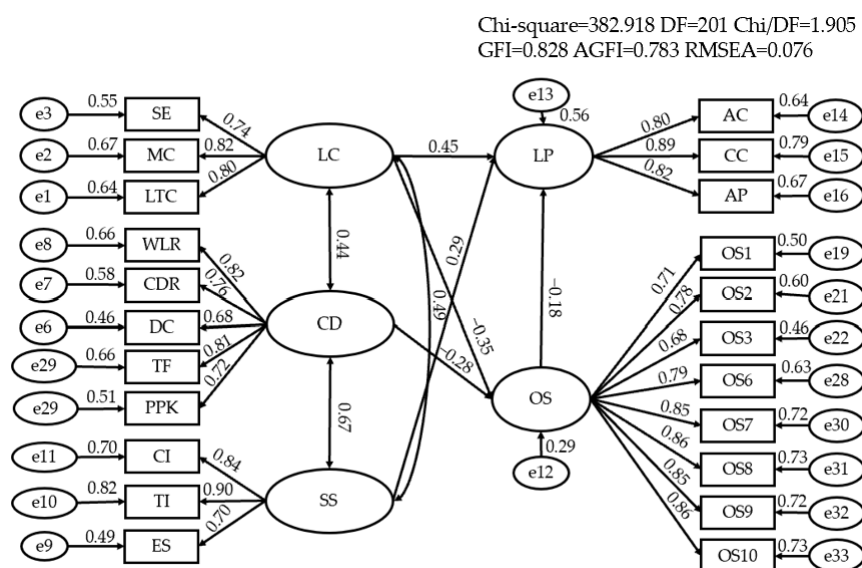 Chi-square=382.918 DF=201 Chi/DF=1.905
GFI=0.828 AGFI=0.783 RMSEA=0.076
e3 0.55 SE 0.74
e2 0.67 MC 0.82
e1 0.64 LTC 0.80
LC
e8 0.66 WLR 0.82
e7 0.58 CDR 0.76
e6 0.46 DC 0.68
e29 0.66 TF 0.81
e29 0.51 PPK 0.72
CD
e11 0.70 CI 0.84
e10 0.82 TI 0.90
e9 0.49 ES 0.70
SS
0.44
0.67
0.49
0.45
0.29
−0.35
−0.28
−0.18
e13 0.56
LP
0.80 AC 0.64 e14
0.89 CC 0.79 e15
0.82 AP 0.67 e16
OS
0.29
e12
0.71 OS1 0.50 e19
0.78 OS2 0.60 e21
0.68 OS3 0.46 e22
0.79 OS6 0.63 e28
0.85 OS7 0.72 e30
0.86 OS8 0.73 e31
0.85 OS9 0.72 e32
0.86 OS10 0.73 e33